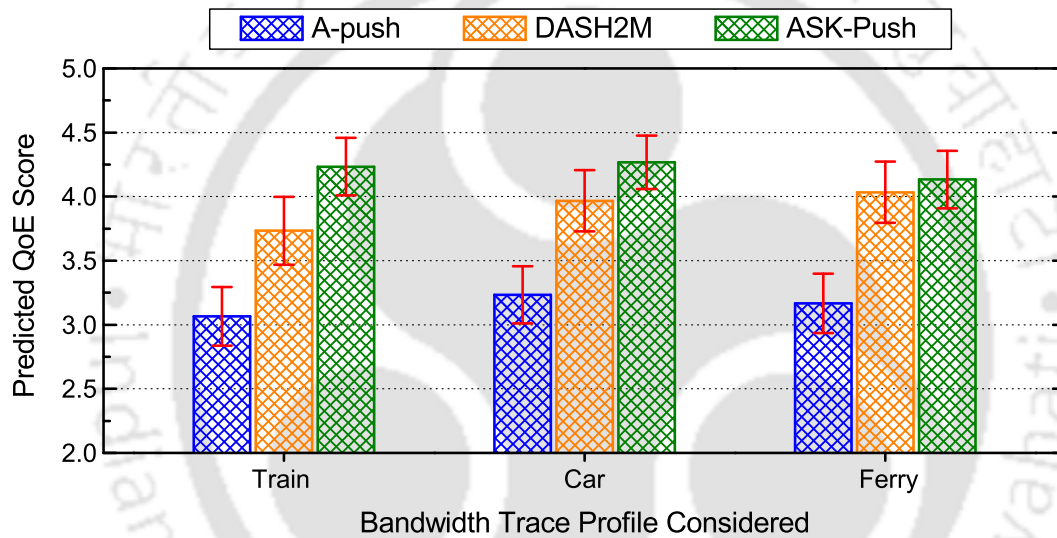 A-push DASH2M ASK-Push
5.0
4.5
4.0
3.5
3.0
2.5
2.0
Predicted QoE Score
Train Car Ferry
Bandwidth Trace Profile Considered